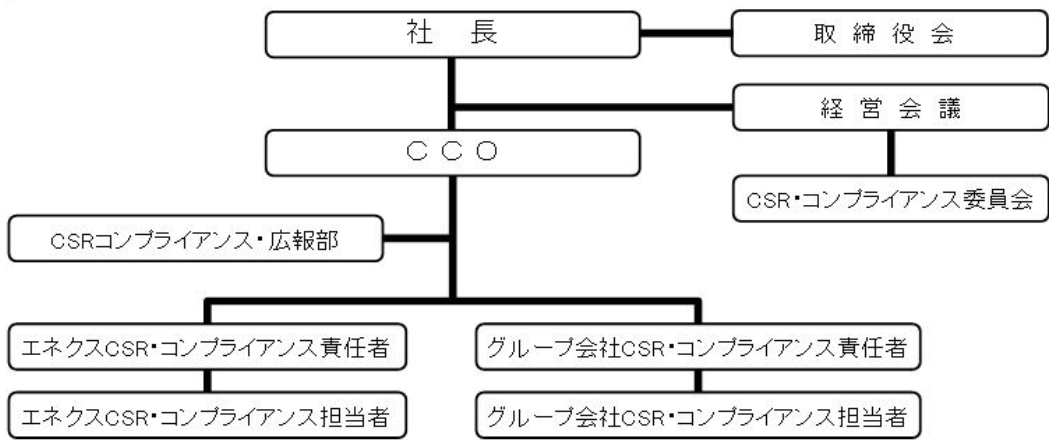 社　長
取 締 役 会
経 営 会 議
ＣＣＯ
CSR・コンプライアンス委員会
CSRコンプライアンス・広報部
エネクスCSR・コンプライアンス責任者
グループ会社CSR・コンプライアンス責任者
エネクスCSR・コンプライアンス担当者
グループ会社CSR・コンプライアンス担当者